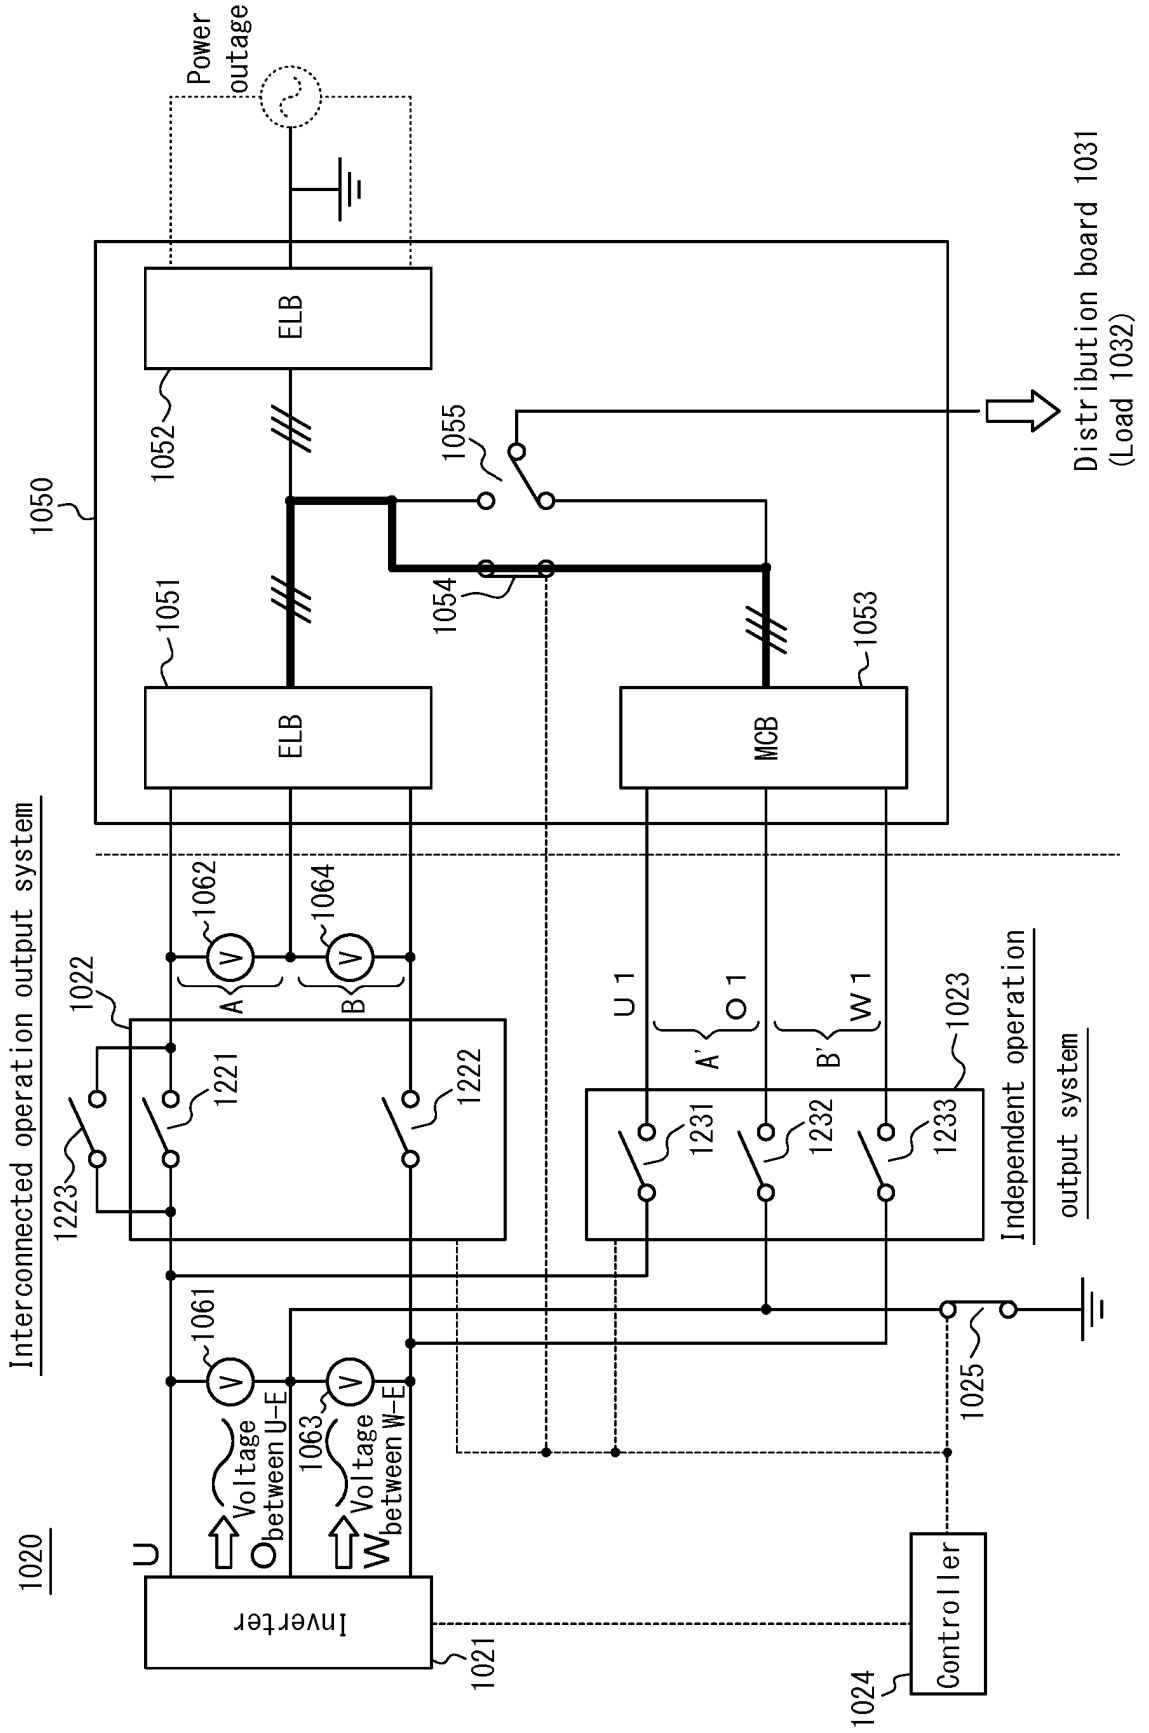 1020
Interconnected operation output system
Inverter
1021
U
O
W
Voltage
between U-E
Voltage
between W-E
1061
1063
1223
1221
1222
1022
A
B
1062
1064
1050
1051
ELB
1052
ELB
Power
outage
1054
1055
1053
MCB
Distribution board 1031
(Load 1032)
U 1
O 1
W 1
A'
B'
1231
1232
1233
1023
Independent operation
output system
1025
1024
Controller
V
V
V
V